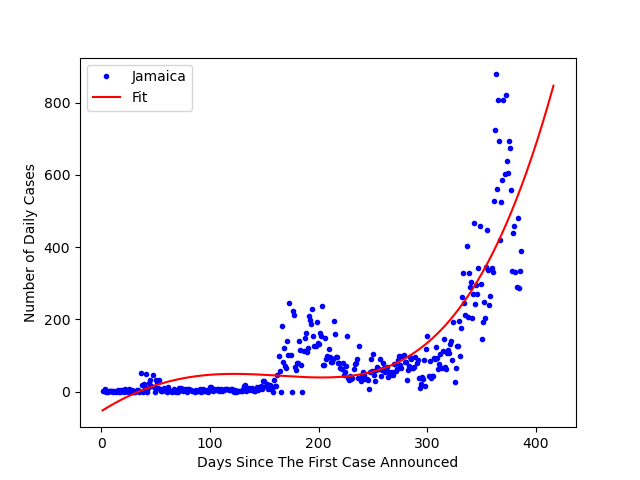 Jamaica
Fit
800
600
400
200
0
Number of Daily Cases
0 100 200 300 400
Days Since The First Case Announced